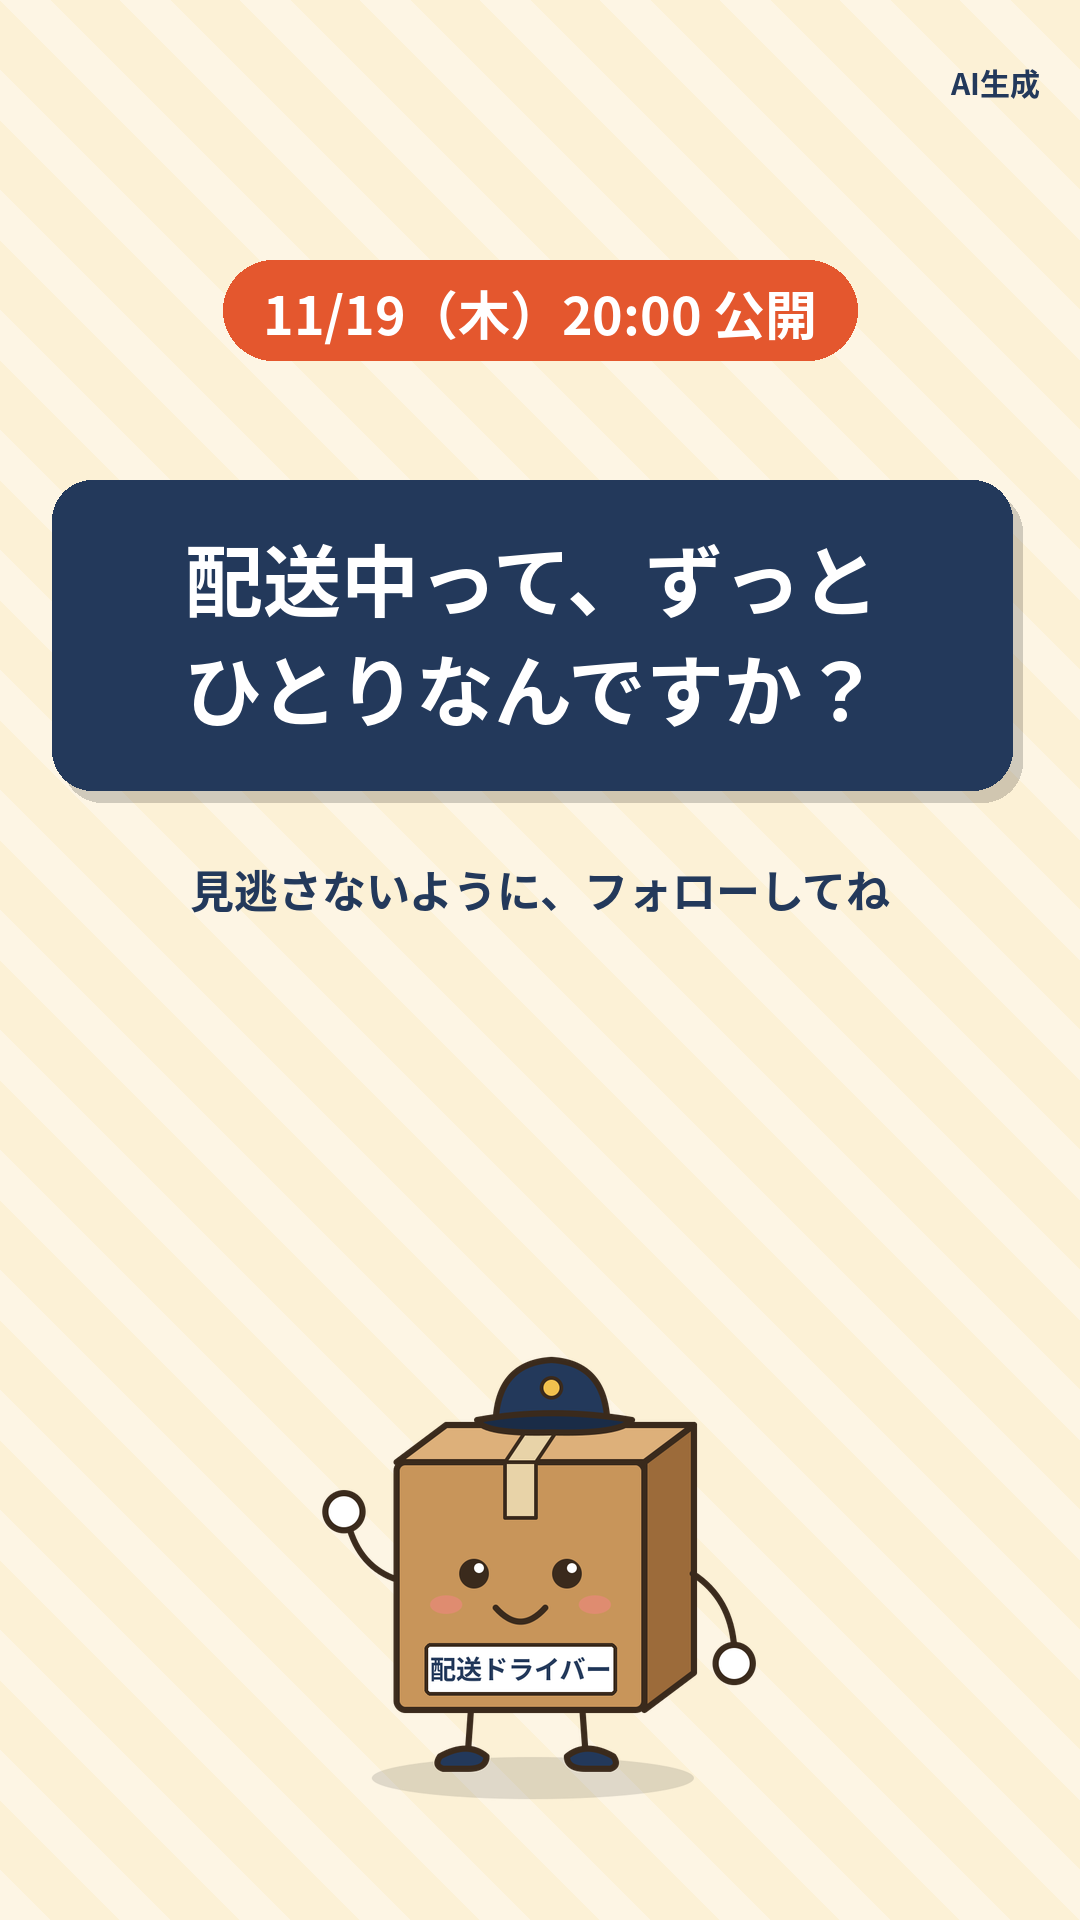 AI生成
11/19（木）20:00 公開
配送中って、ずっと
ひとりなんですか？
見逃さないように、フォローしてね
配送ドライバー